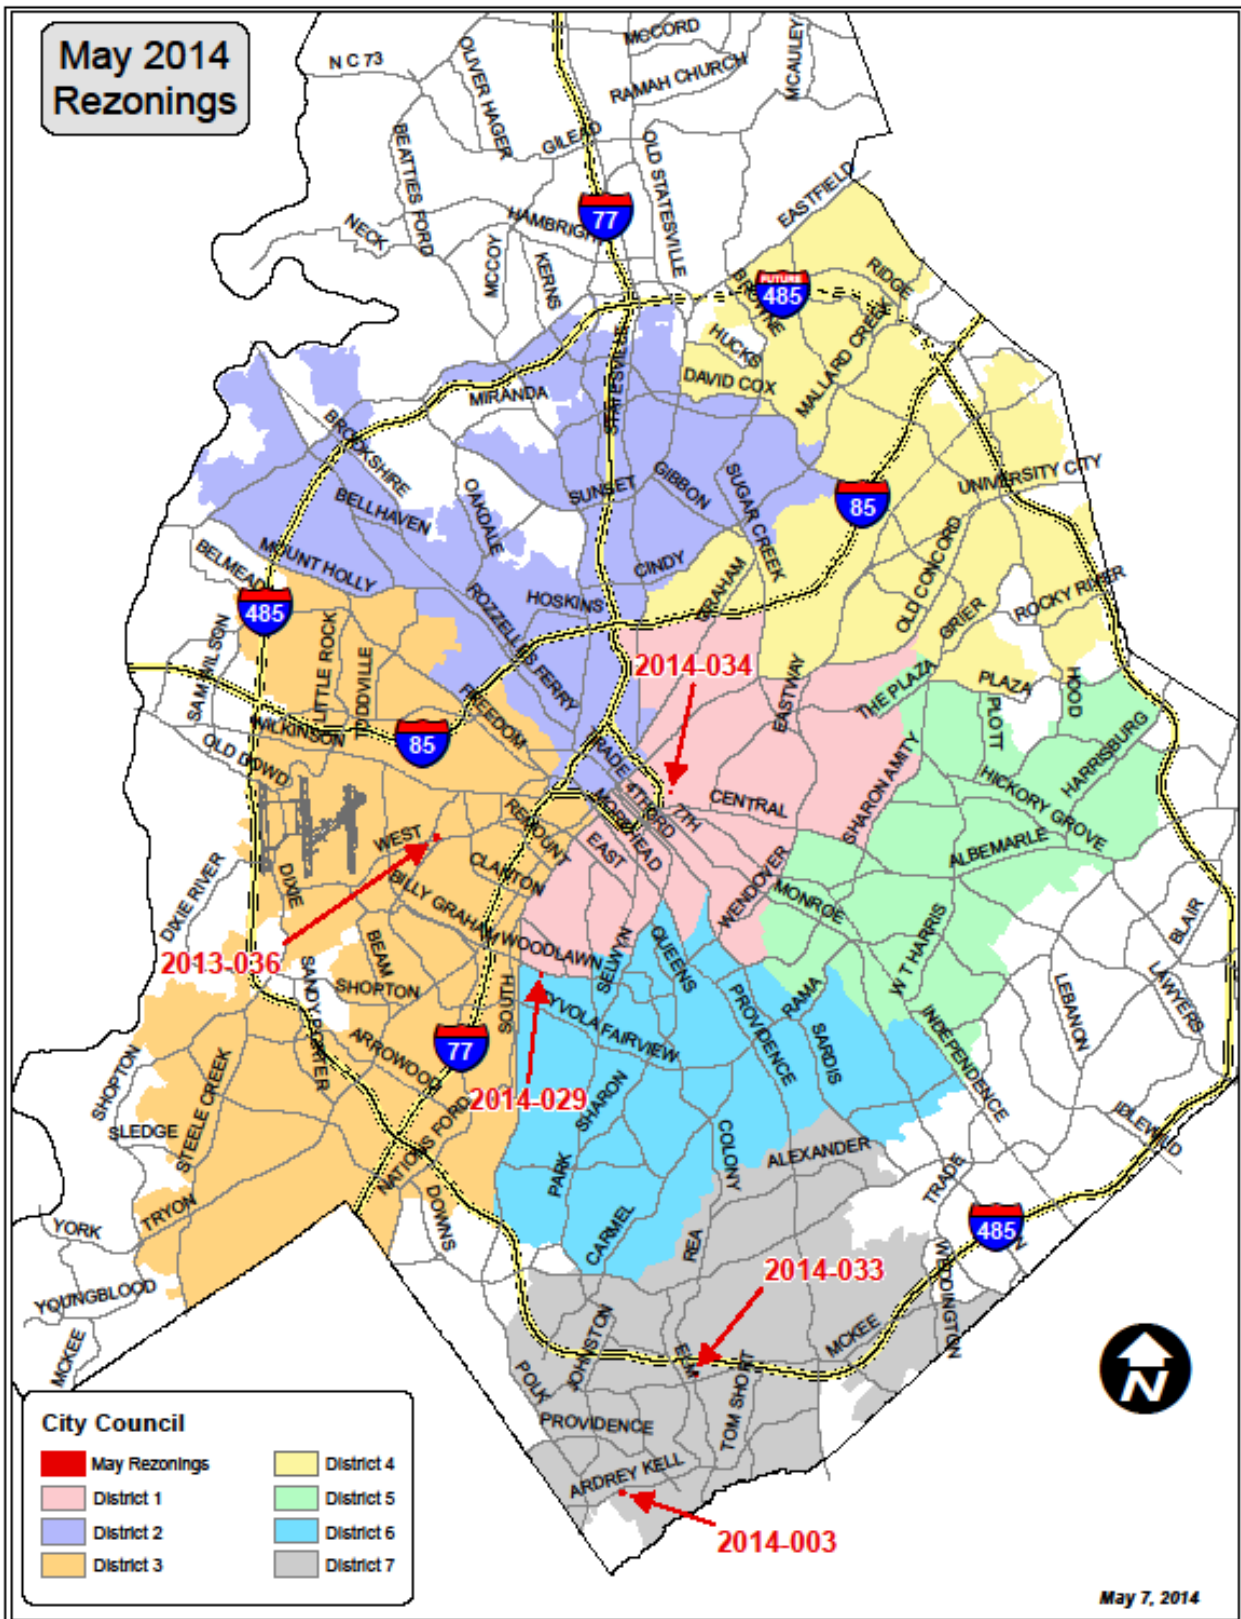 May 2014
Rezonings
N C 73
OLIVER HAGER
MCCORD
RAMAH CHURCH
MCAULEY
BEATTIES FORD
GILEAD
OLD STATESVILLE
EASTFIELD
77
NECK
HAMBRIGHT
MCCOY
KERNS
BROWNE
FUTURE
485
RIDGE
HUCKS
DAVID COX
MALLARD CREEK
MIRANDA
STATESVILLE
BROOKSHIRE
BELLHAVEN
OAKDALE
SUNSET
GIBBON
SUGAR CREEK
85
UNIVERSITY CITY
BELMEADE
MOUNT HOLLY
CINDY
GRAHAM
OLD CONCORD
485
ROZZELLES FERRY
HOSKINS
GRIER
ROCKY RIVER
SAM WILSON
LITTLE ROCK
TODDVILLE
2014-034
EASTWAY
THE PLAZA
PLAZA
HOOD
PLOTT
WILKINSON
FREEDOM
85
OLD DOWD
TRADE
HARRISBURG
SHARON AMITY
HICKORY GROVE
4TH
7TH
CENTRAL
WEST
REMOUNT
MOREHEAD
EAST
ALBEMARLE
DIXIE
CLANTON
WENDOVER
MONROE
DIXIE RIVER
BILLY GRAHAM
WOODLAWN
SELWYN
QUEENS
W T HARRIS
BLAIR
2013-036
BEAM
SHOPTON
SANDY PORTER
SOUTH
TYVOLA
FAIRVIEW
PROVIDENCE
RAMA
SARDIS
INDEPENDENCE
LEBANON
LAWYERS
77
ARROWOOD
SHOPTON
STEELE CREEK
SLEDGE
2014-029
SHARON
IDLEWILD
NATIONS FORD
COLONY
ALEXANDER
PARK
TRADE
TRYON
YORK
DOWNS
CARMEL
REA
485
YOUNGBLOOD
2014-033
WEDDINGTON
MCKEE
JOHNSTON
ELM
TOM SHORT
MCKEE
POLK
PROVIDENCE
N
ARDREY KELL
2014-003
City Council
May Rezonings
District 1
District 2
District 3
District 4
District 5
District 6
District 7
May 7, 2014